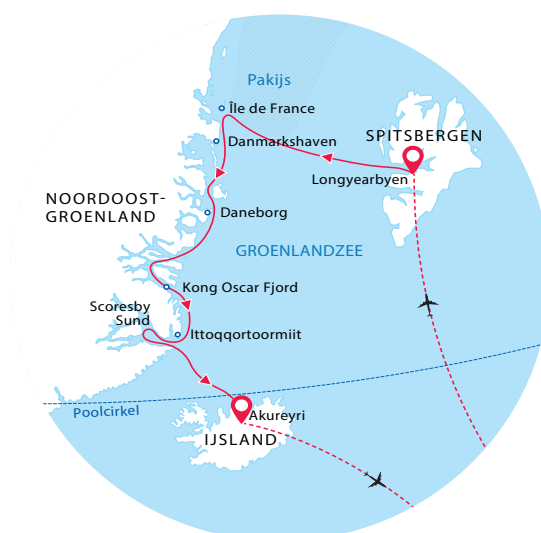 Pakijs
Île de France
SPITSBERGEN
Danmarkshaven
Longyearbyen
NOORDOOST-
GROENLAND
Daneborg
GROENLANDZEE
Kong Oscar Fjord
Scoresby
Sund
Ittoqqortoormiit
Poolcirkel
Akureyri
IJSLAND